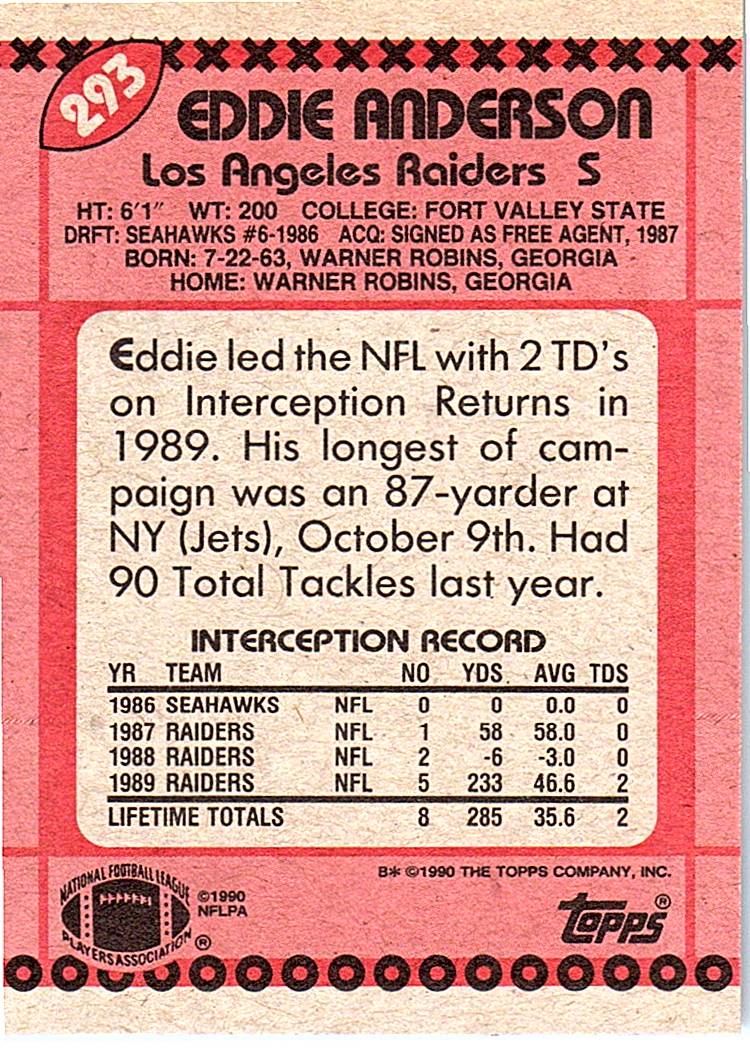 293
EDDIE ANDERSON
Los Angeles Raiders S
HT: 6'1" WT: 200 COLLEGE: FORT VALLEY STATE
DRFT: SEAHAWKS #6-1986 ACQ: SIGNED AS FREE AGENT, 1987
BORN: 7-22-63, WARNER ROBINS, GEORGIA
HOME: WARNER ROBINS, GEORGIA
Eddie led the NFL with 2 TD's
on Interception Returns in
1989. His longest of cam-
paign was an 87-yarder at
NY (Jets), October 9th. Had
90 Total Tackles last year.
INTERCEPTION RECORD
YR TEAM NO YDS. AVG TDS
1986 SEAHAWKS NFL 0 0 0.0 0
1987 RAIDERS NFL 1 58 58.0 0
1988 RAIDERS NFL 2 -6 -3.0 0
1989 RAIDERS NFL 5 233 46.6 2
LIFETIME TOTALS 8 285 35.6 2
B* ©1990 THE TOPPS COMPANY, INC.
NATIONAL FOOTBALL LEAGUE
PLAYERS ASSOCIATION ®
©1990
NFLPA
Topps ®